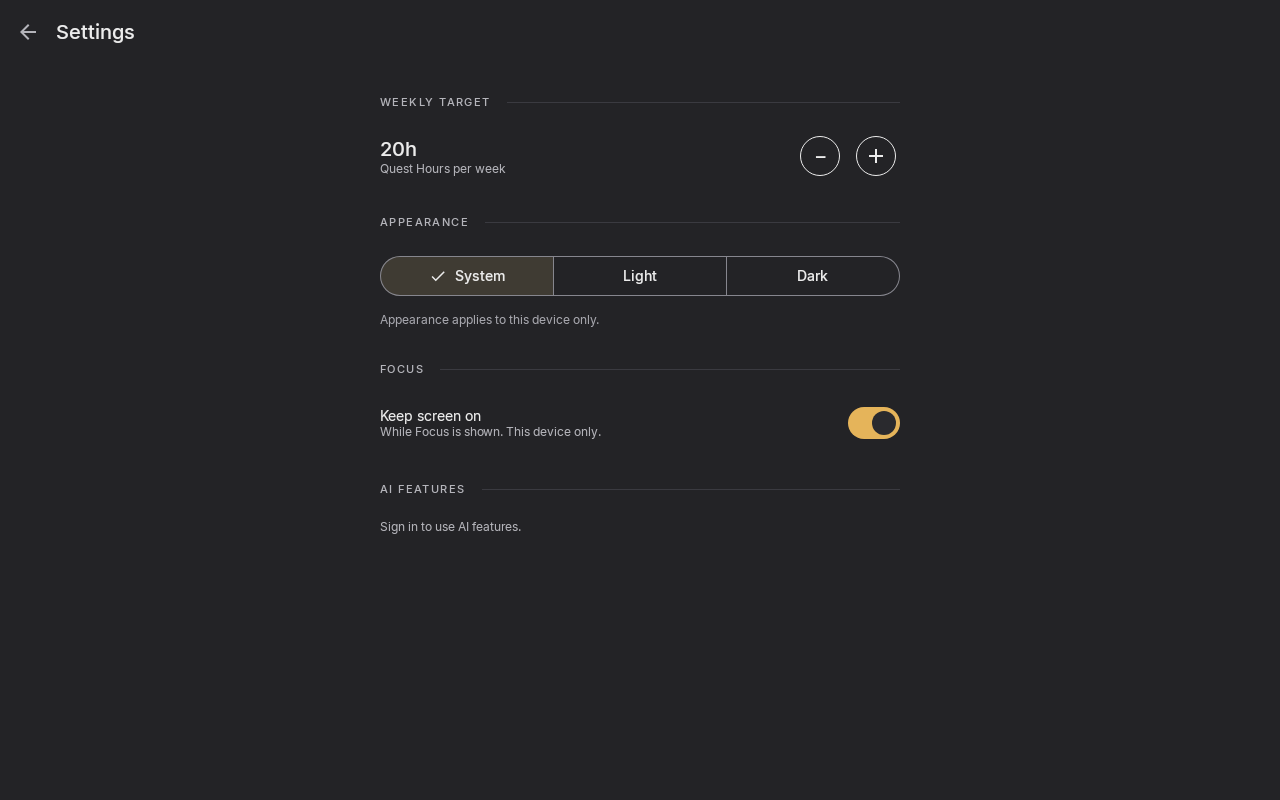 Settings
WEEKLY TARGET
20h
Quest Hours per week
APPEARANCE
System
Light
Dark
Appearance applies to this device only.
FOCUS
Keep screen on
While Focus is shown. This device only.
AI FEATURES
Sign in to use AI features.